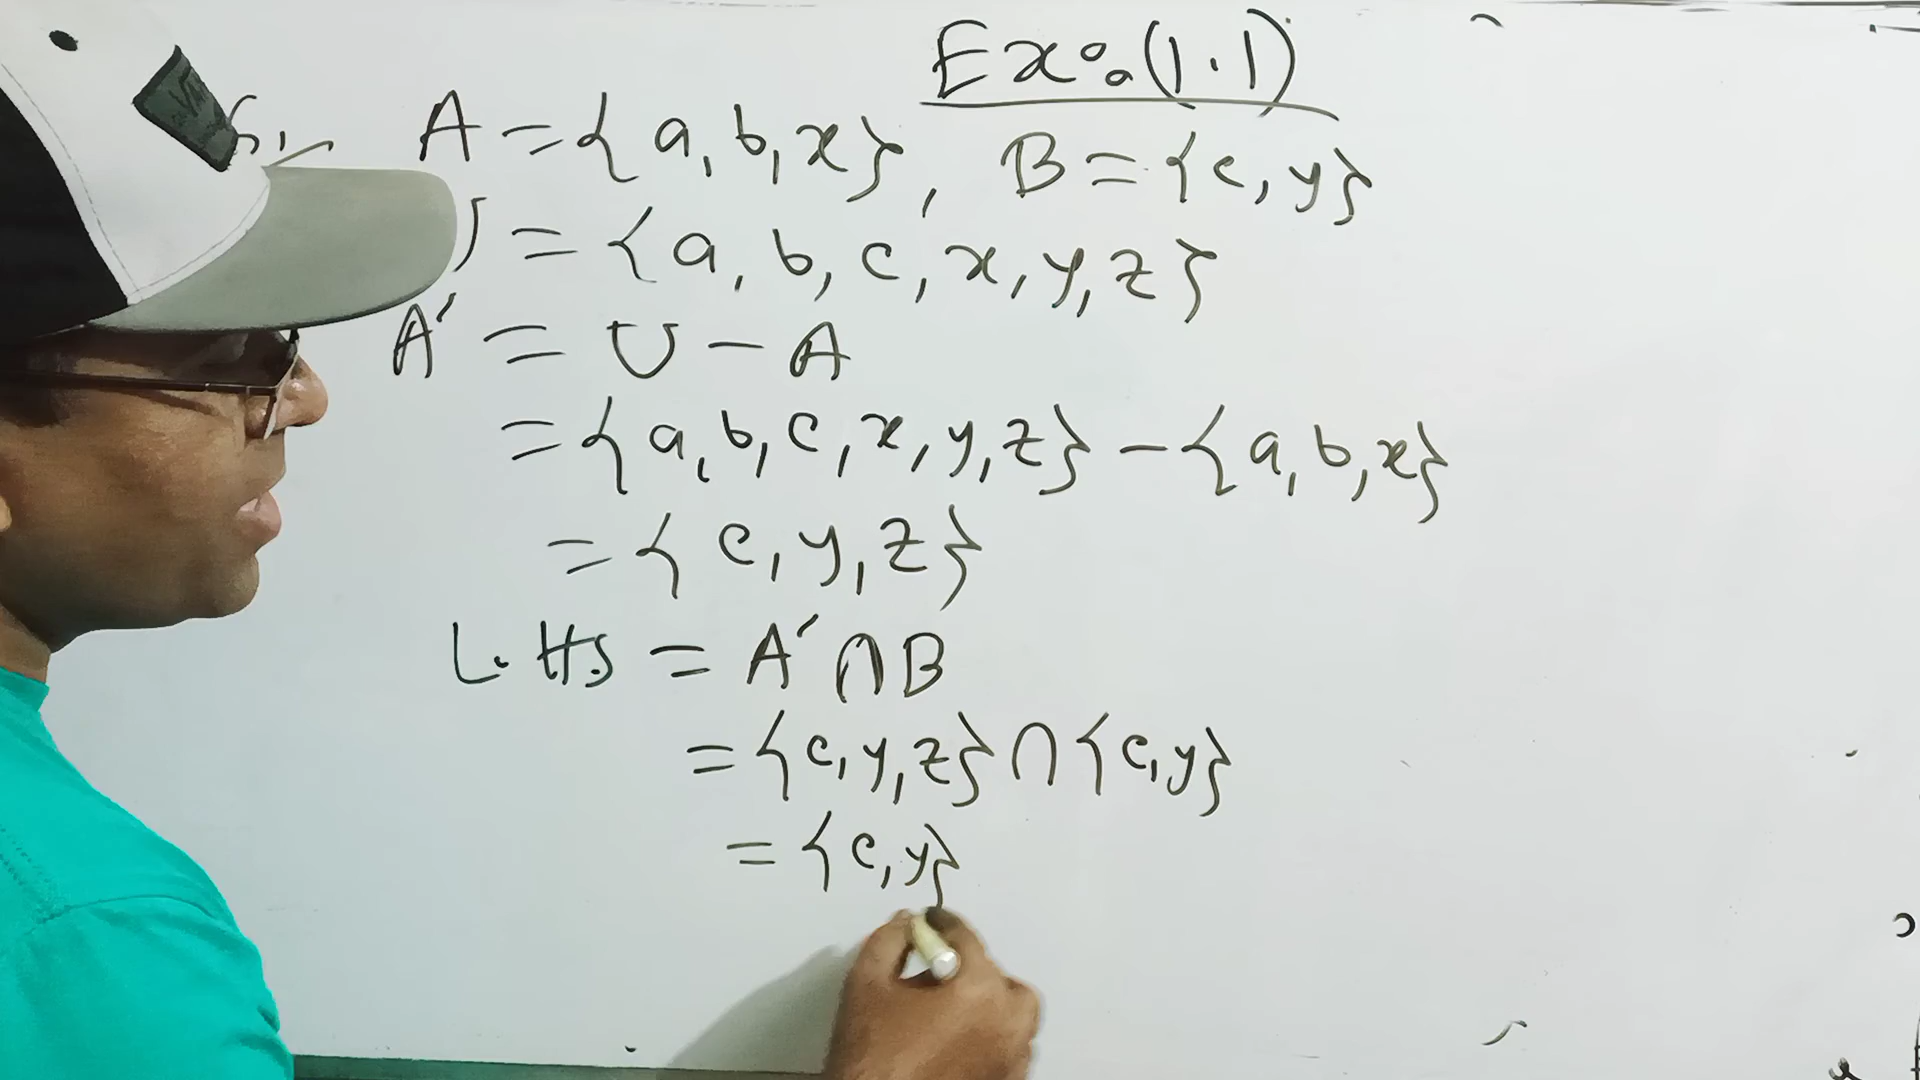 Ex:(1.1)
A = {a, b, x}, B = {c, y}
= {a, b, c, x, y, z}
A' = U - A
= {a, b, c, x, y, z} - {a, b, x}
= {c, y, z}
L.H.S = A' ∩ B
= {c, y, z} ∩ {c, y}
= {c, y}